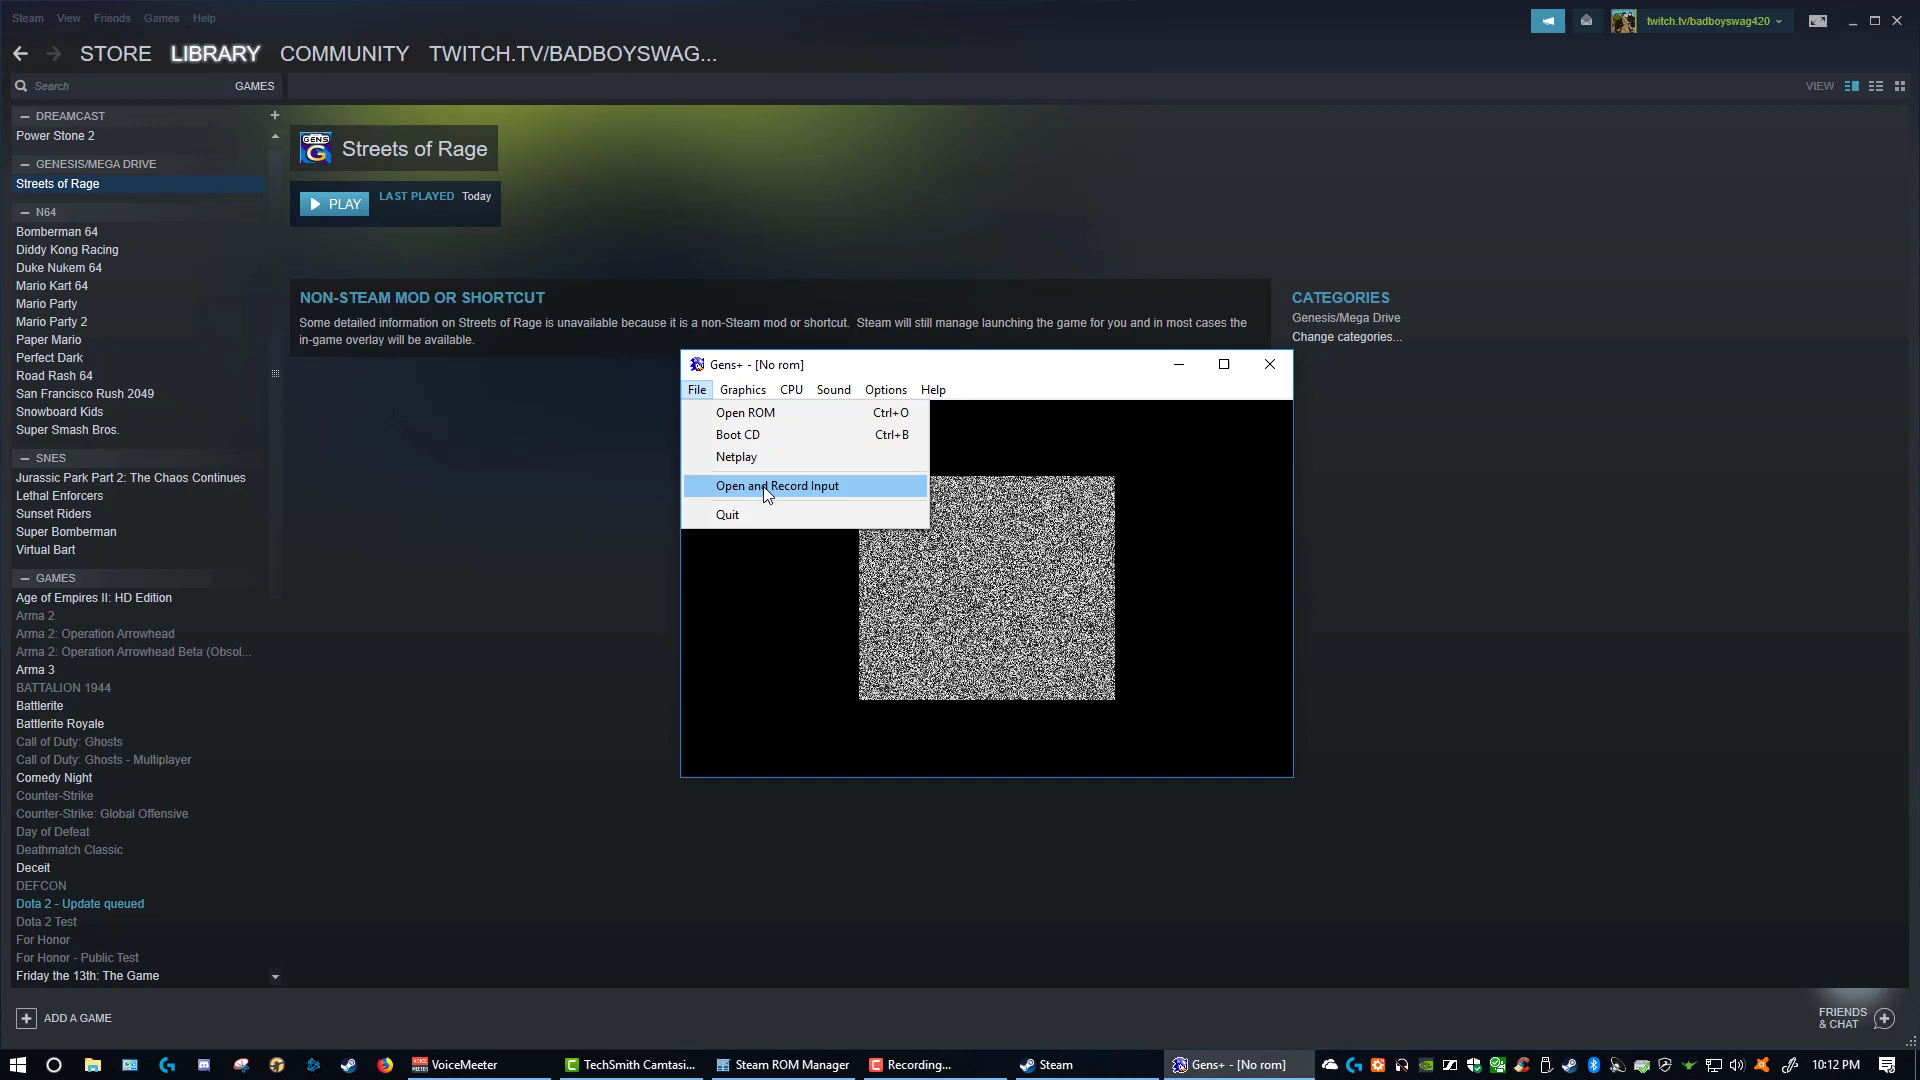 Steam View Friends Games Help
twitch.tv/badboyswag420
STORE LIBRARY COMMUNITY TWITCH.TV/BADBOYSWAG...
Search GAMES
VIEW
DREAMCAST
Power Stone 2
GENESIS/MEGA DRIVE
Streets of Rage
N64
Bomberman 64
Diddy Kong Racing
Duke Nukem 64
Mario Kart 64
Mario Party
Mario Party 2
Paper Mario
Perfect Dark
Road Rash 64
San Francisco Rush 2049
Snowboard Kids
Super Smash Bros.
SNES
Jurassic Park Part 2: The Chaos Continues
Lethal Enforcers
Sunset Riders
Super Bomberman
Virtual Bart
GAMES
Age of Empires II: HD Edition
Arma 2
Arma 2: Operation Arrowhead
Arma 2: Operation Arrowhead Beta (Obsol...
Arma 3
BATTALION 1944
Battlerite
Battlerite Royale
Call of Duty: Ghosts
Call of Duty: Ghosts - Multiplayer
Comedy Night
Counter-Strike
Counter-Strike: Global Offensive
Day of Defeat
Deathmatch Classic
Deceit
DEFCON
Dota 2 - Update queued
Dota 2 Test
For Honor
For Honor - Public Test
Friday the 13th: The Game
ADD A GAME
GENS
G
Streets of Rage
PLAY LAST PLAYED Today
NON-STEAM MOD OR SHORTCUT
Some detailed information on Streets of Rage is unavailable because it is a non-Steam mod or shortcut. Steam will still manage launching the game for you and in most cases the
in-game overlay will be available.
CATEGORIES
Genesis/Mega Drive
Change categories...
Gens+ - [No rom]
File Graphics CPU Sound Options Help
Open ROM Ctrl+O
Boot CD Ctrl+B
Netplay
Open and Record Input
Quit
FRIENDS
& CHAT
VoiceMeeter
TechSmith Camtasi...
Steam ROM Manager
Recording...
Steam
Gens+ - [No rom]
10:12 PM